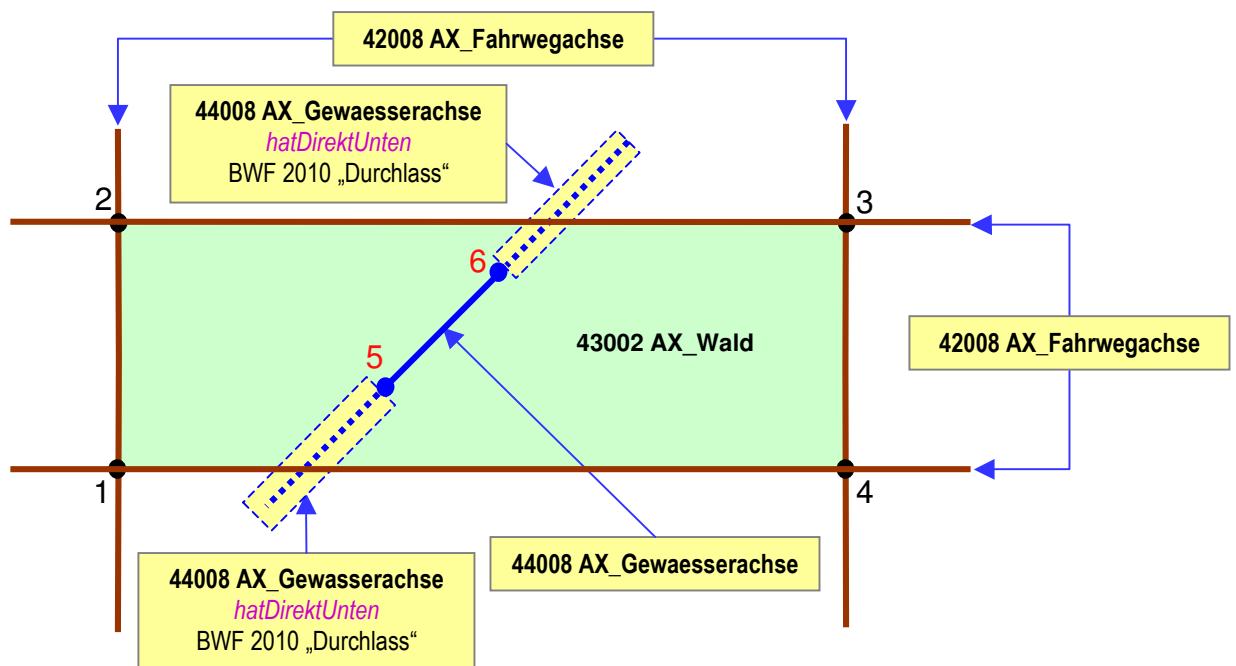 42008 AX_Fahrwegachse
44008 AX_Gewaesserachse
hatDirektUnten
BWF 2010 „Durchlass“
2
3
6
43002 AX_Wald
42008 AX_Fahrwegachse
5
1
4
44008 AX_Gewaesserachse
44008 AX_Gewasserachse
hatDirektUnten
BWF 2010 „Durchlass“